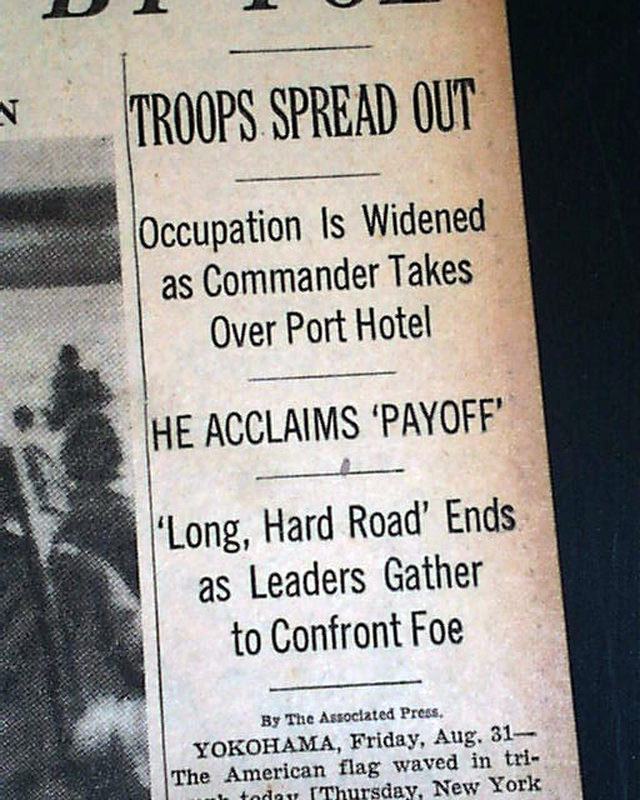 N
TROOPS SPREAD OUT
Occupation Is Widened
as Commander Takes
Over Port Hotel
HE ACCLAIMS ‘PAYOFF’
‘Long, Hard Road’ Ends
as Leaders Gather
to Confront Foe
By The Associated Press.
YOKOHAMA, Friday, Aug. 31—
The American flag waved in tri-
today [Thursday, New York